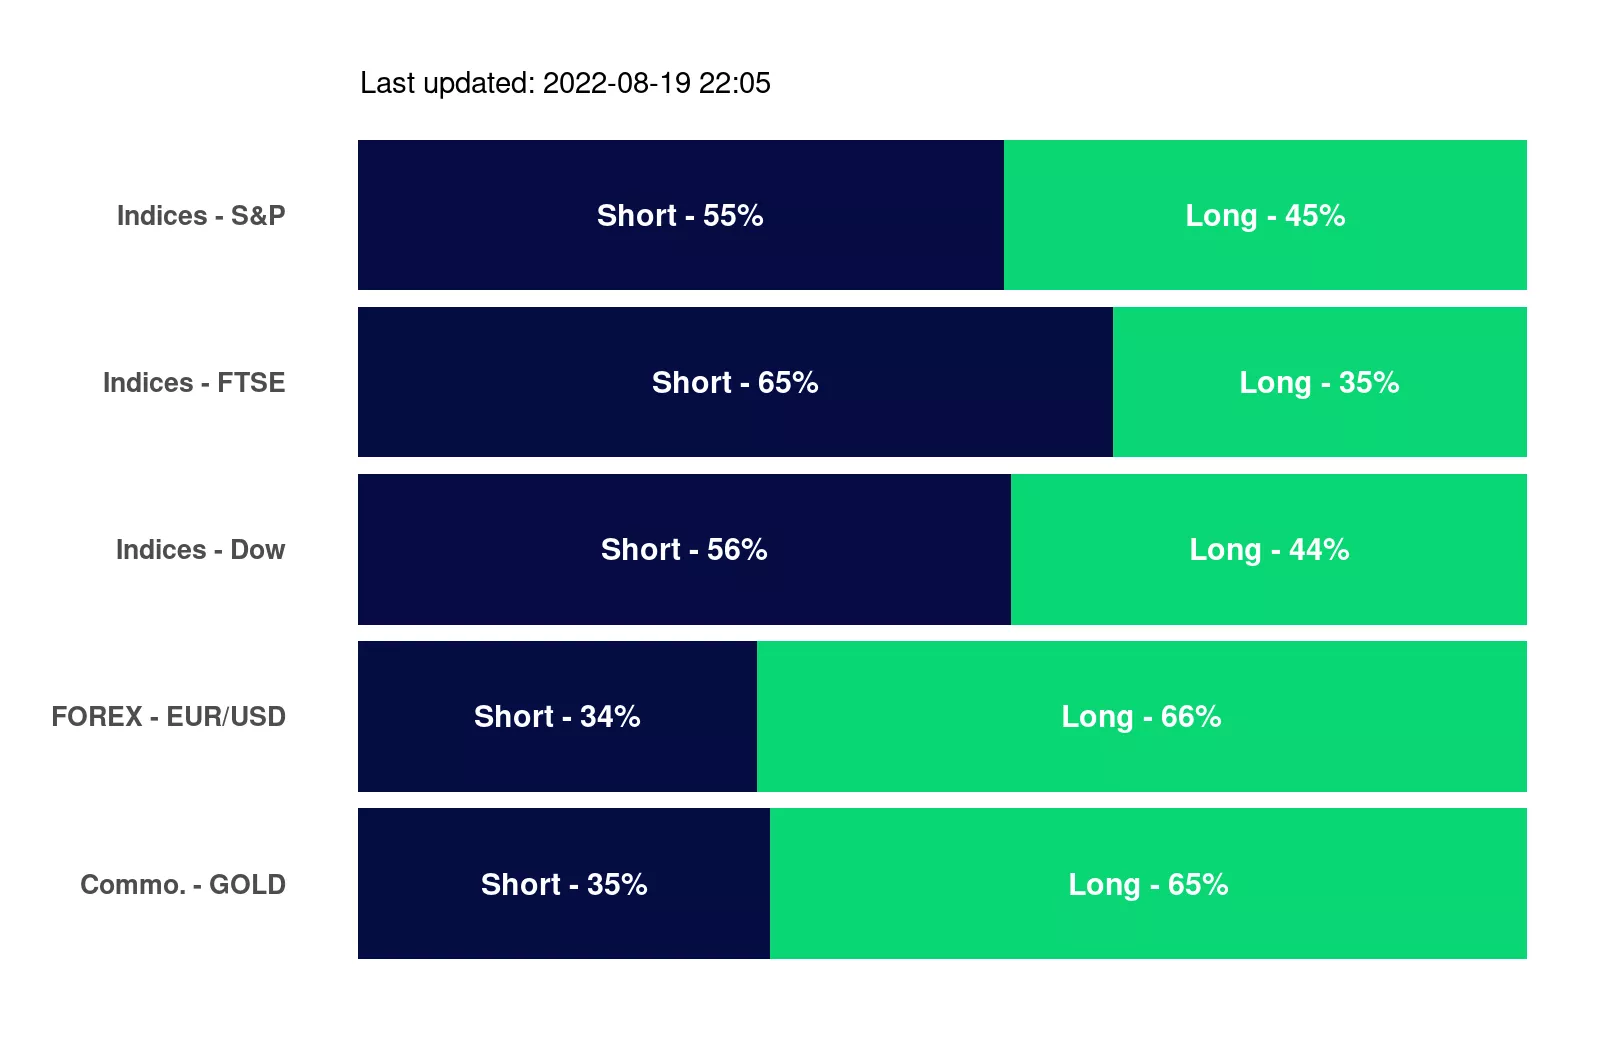 Last updated: 2022-08-19 22:05
Indices - S&P Short - 55% Long - 45%
Indices - FTSE Short - 65% Long - 35%
Indices - Dow Short - 56% Long - 44%
FOREX - EUR/USD Short - 34% Long - 66%
Commo. - GOLD Short - 35% Long - 65%